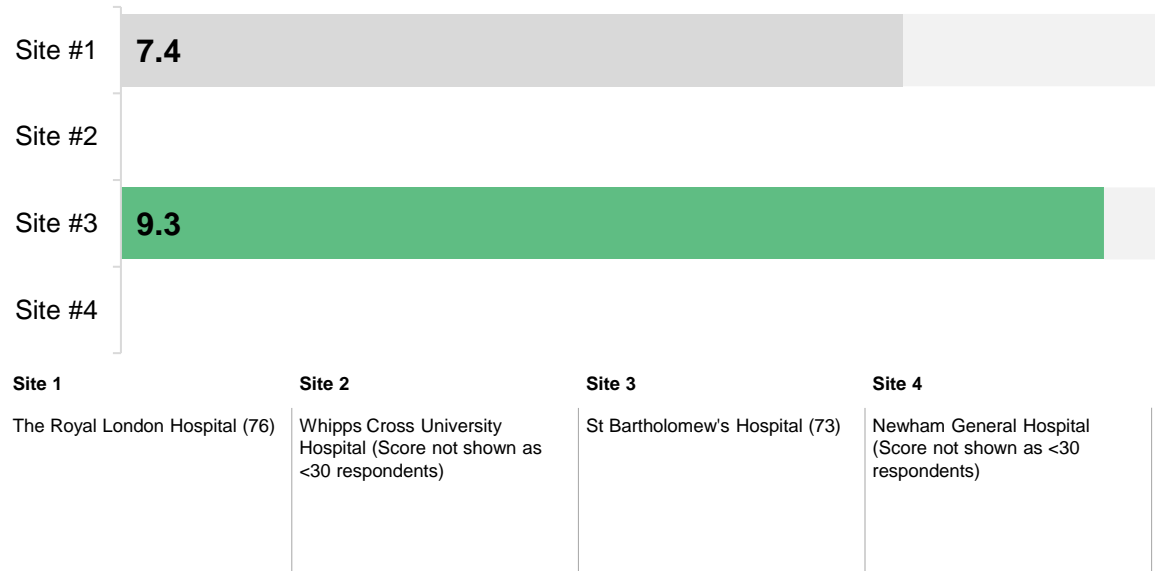 Site #1
7.4
Site #2
Site #3
9.3
Site #4
Site 1
The Royal London Hospital (76)
Site 2
Whipps Cross University
Hospital (Score not shown as
<30 respondents)
Site 3
St Bartholomew's Hospital (73)
Site 4
Newham General Hospital
(Score not shown as <30
respondents)